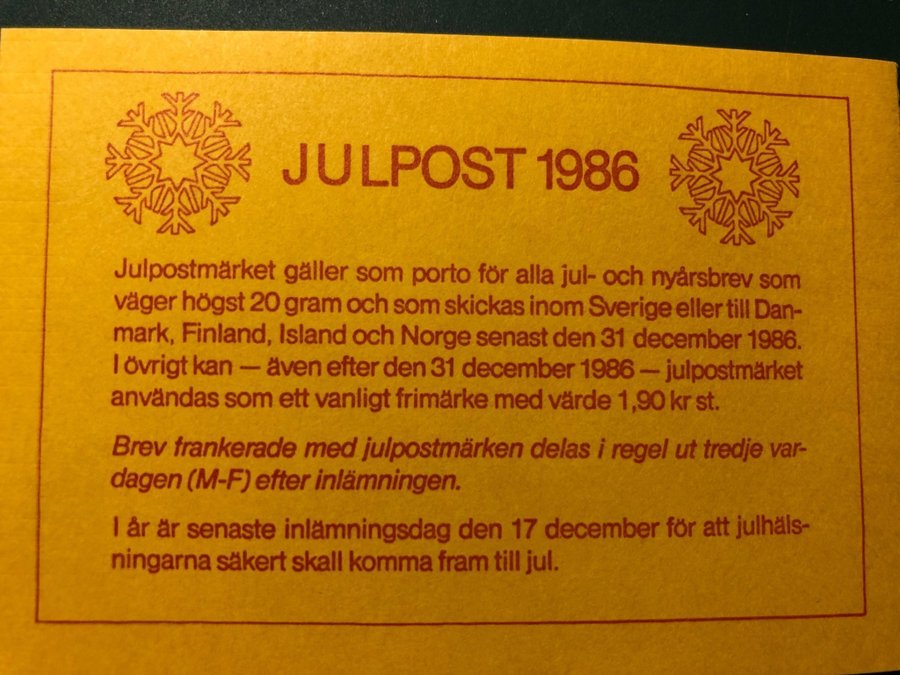 JULPOST 1986
Julpostmärket gäller som porto för alla jul- och nyårsbrev som
väger högst 20 gram och som skickas inom Sverige eller till Dan-
mark, Finland, Island och Norge senast den 31 december 1986.
I övrigt kan — även efter den 31 december 1986 — julpostmärket
användas som ett vanligt frimärke med värde 1,90 kr st.
Brev frankerade med julpostmärken delas i regel ut tredje var-
dagen (M-F) efter inlämningen.
I år är senaste inlämningsdag den 17 december för att julhäls-
ningarna säkert skall komma fram till jul.